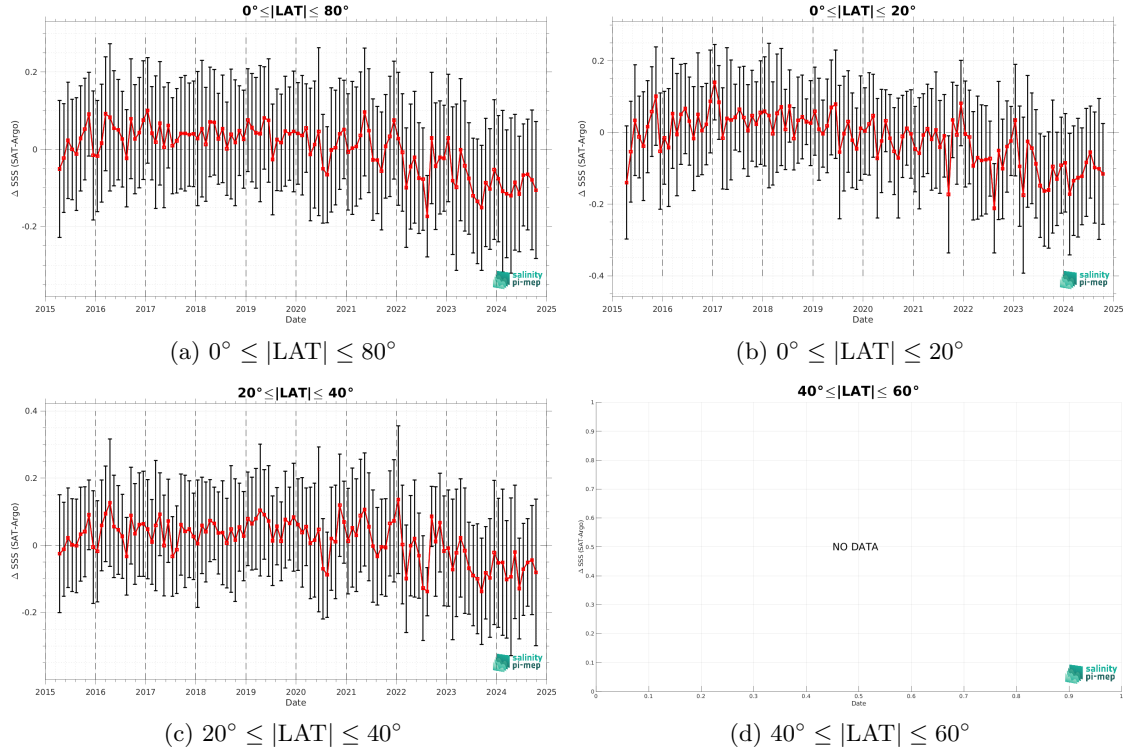 0°≤|LAT|≤ 80°
Δ SSS (SAT-Argo)
0.2
0
-0.2
2015 2016 2017 2018 2019 2020 2021 2022 2023 2024 2025
Date
salinity
pi-mep
(a) 0° ≤ |LAT| ≤ 80°
0°≤|LAT|≤ 20°
Δ SSS (SAT-Argo)
0.2
0
-0.2
-0.4
2015 2016 2017 2018 2019 2020 2021 2022 2023 2024 2025
Date
salinity
pi-mep
(b) 0° ≤ |LAT| ≤ 20°
20°≤|LAT|≤ 40°
Δ SSS (SAT-Argo)
0.4
0.2
0
-0.2
2015 2016 2017 2018 2019 2020 2021 2022 2023 2024 2025
Date
salinity
pi-mep
(c) 20° ≤ |LAT| ≤ 40°
40°≤|LAT|≤ 60°
Δ SSS (SAT-Argo)
1
0.9
0.8
0.7
0.6
0.5
0.4
0.3
0.2
0.1
0
NO DATA
0 0.1 0.2 0.3 0.4 0.5 0.6 0.7 0.8 0.9 1
Date
salinity
pi-mep
(d) 40° ≤ |LAT| ≤ 60°